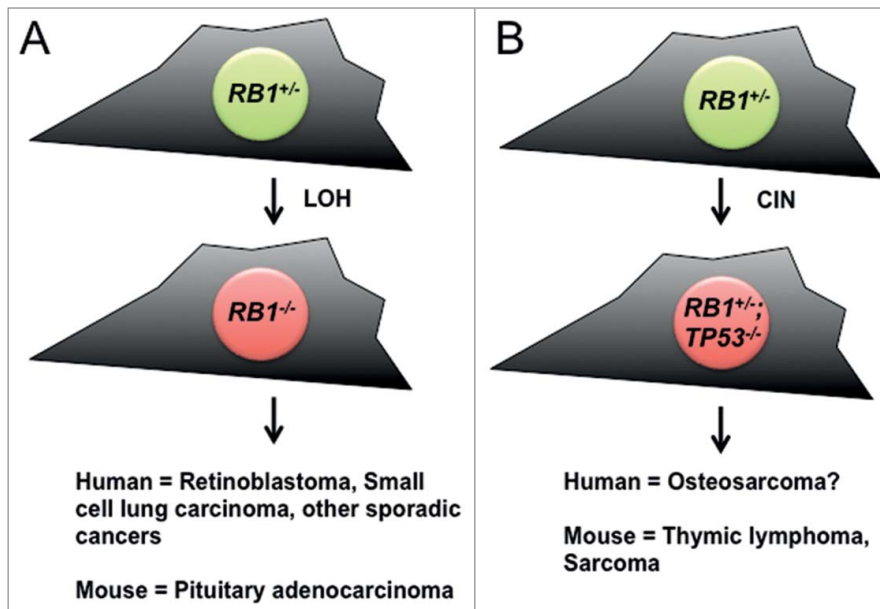 A
RB1+/-
LOH
RB1-/-
Human = Retinoblastoma, Small
cell lung carcinoma, other sporadic
cancers
Mouse = Pituitary adenocarcinoma
B
RB1+/-
CIN
RB1+/-;
TP53-/-
Human = Osteosarcoma?
Mouse = Thymic lymphoma,
Sarcoma